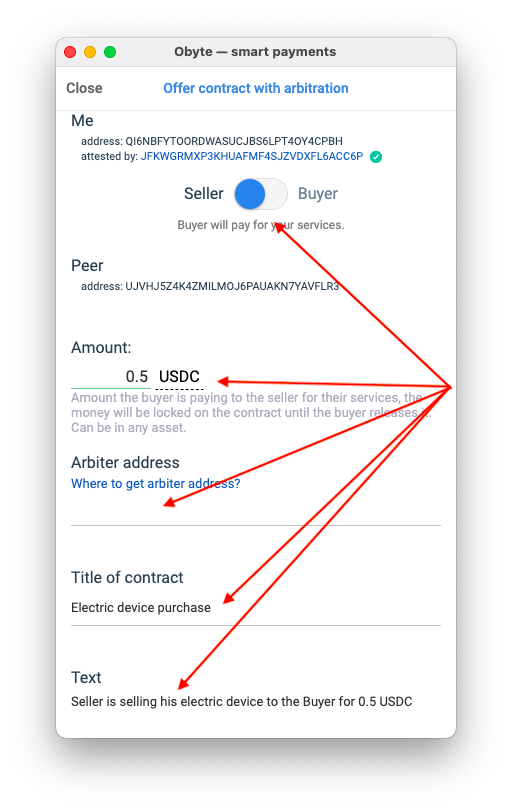 Obyte — smart payments
Close
Offer contract with arbitration
Me
address: QI6NBFYTOORDWASUCJBS6LPT4OY4CPBH
attested by: JFKWGRMXP3KHUAFMF4SJZVDXFL6ACC6P
Seller
Buyer
Buyer will pay for your services.
Peer
address: UJVHJ5Z4K4ZMILMOJ6PAUAKN7YAVFLR3
Amount:
0.5 USDC
Amount the buyer is paying to the seller for their services, the
money will be locked on the contract until the buyer releases it.
Can be in any asset.
Arbiter address
Where to get arbiter address?
Title of contract
Electric device purchase
Text
Seller is selling his electric device to the Buyer for 0.5 USDC